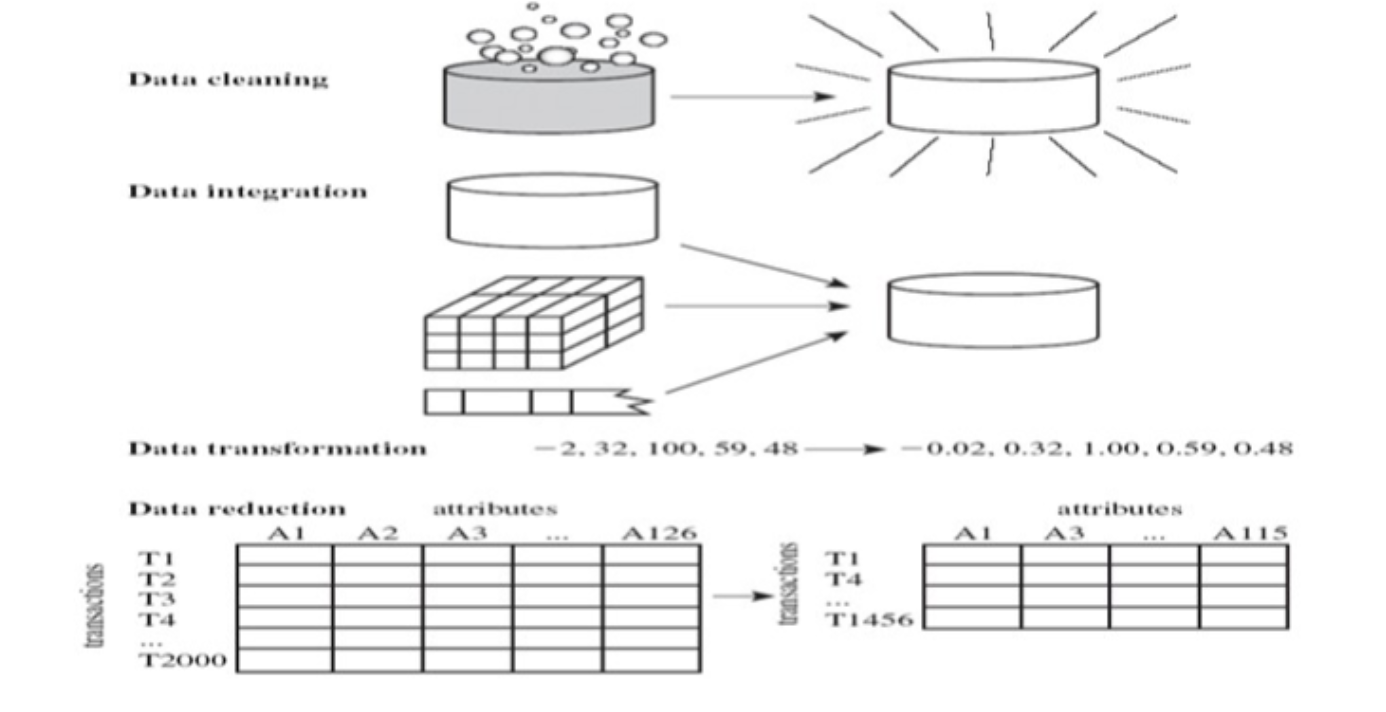 Data cleaning
Data integration
Data transformation −2, 32, 100, 59, 48 −0.02, 0.32, 1.00, 0.59, 0.48
Data reduction attributes attributes
A1 A2 A3 ... A126 A1 A3 ... A115
transactions
T1
T2
T3
T4
...
T2000
transactions
T1
T4
...
T1456